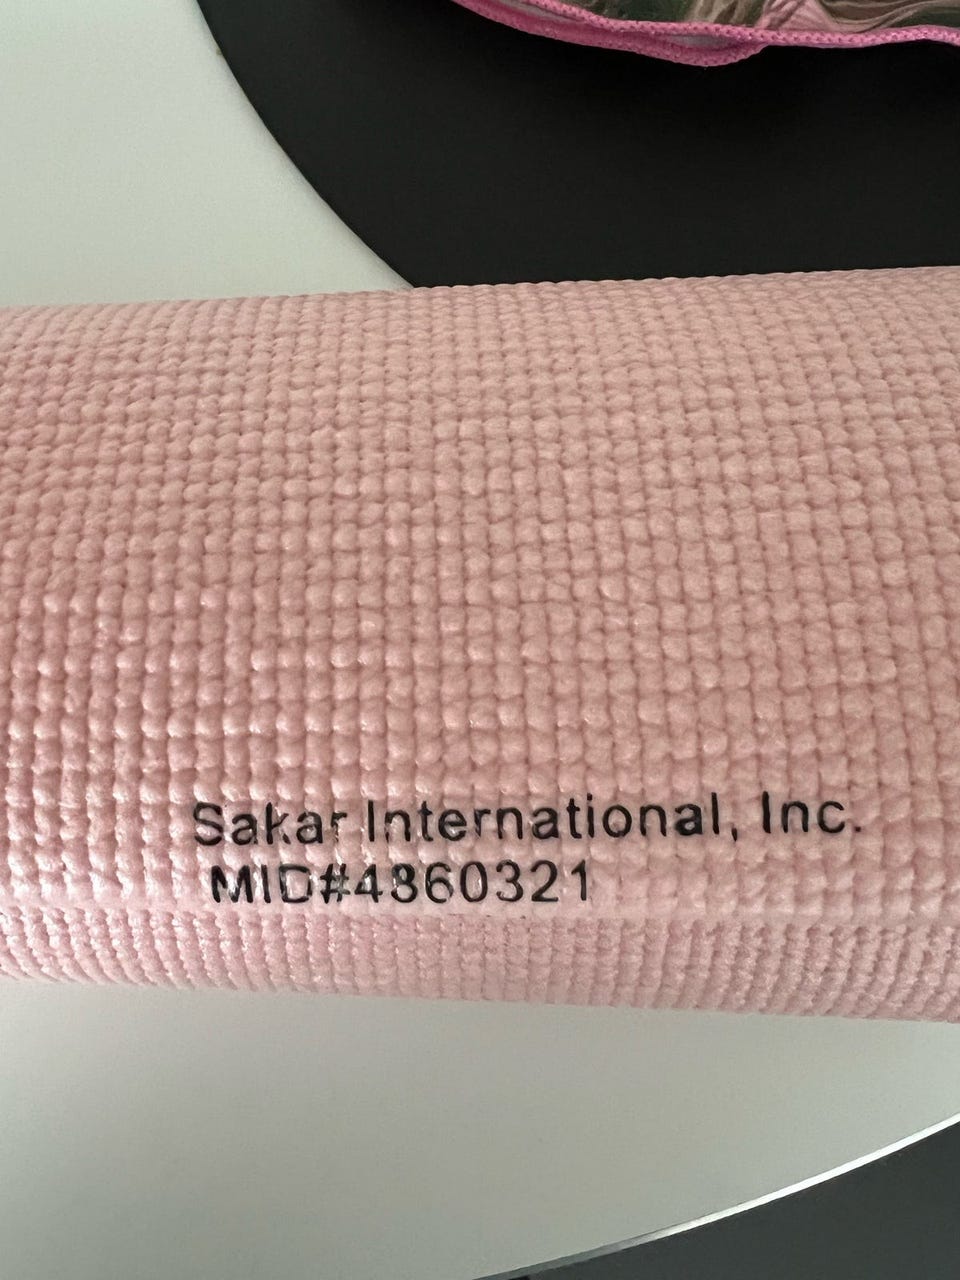 Sakar International, Inc.
MID#4860321